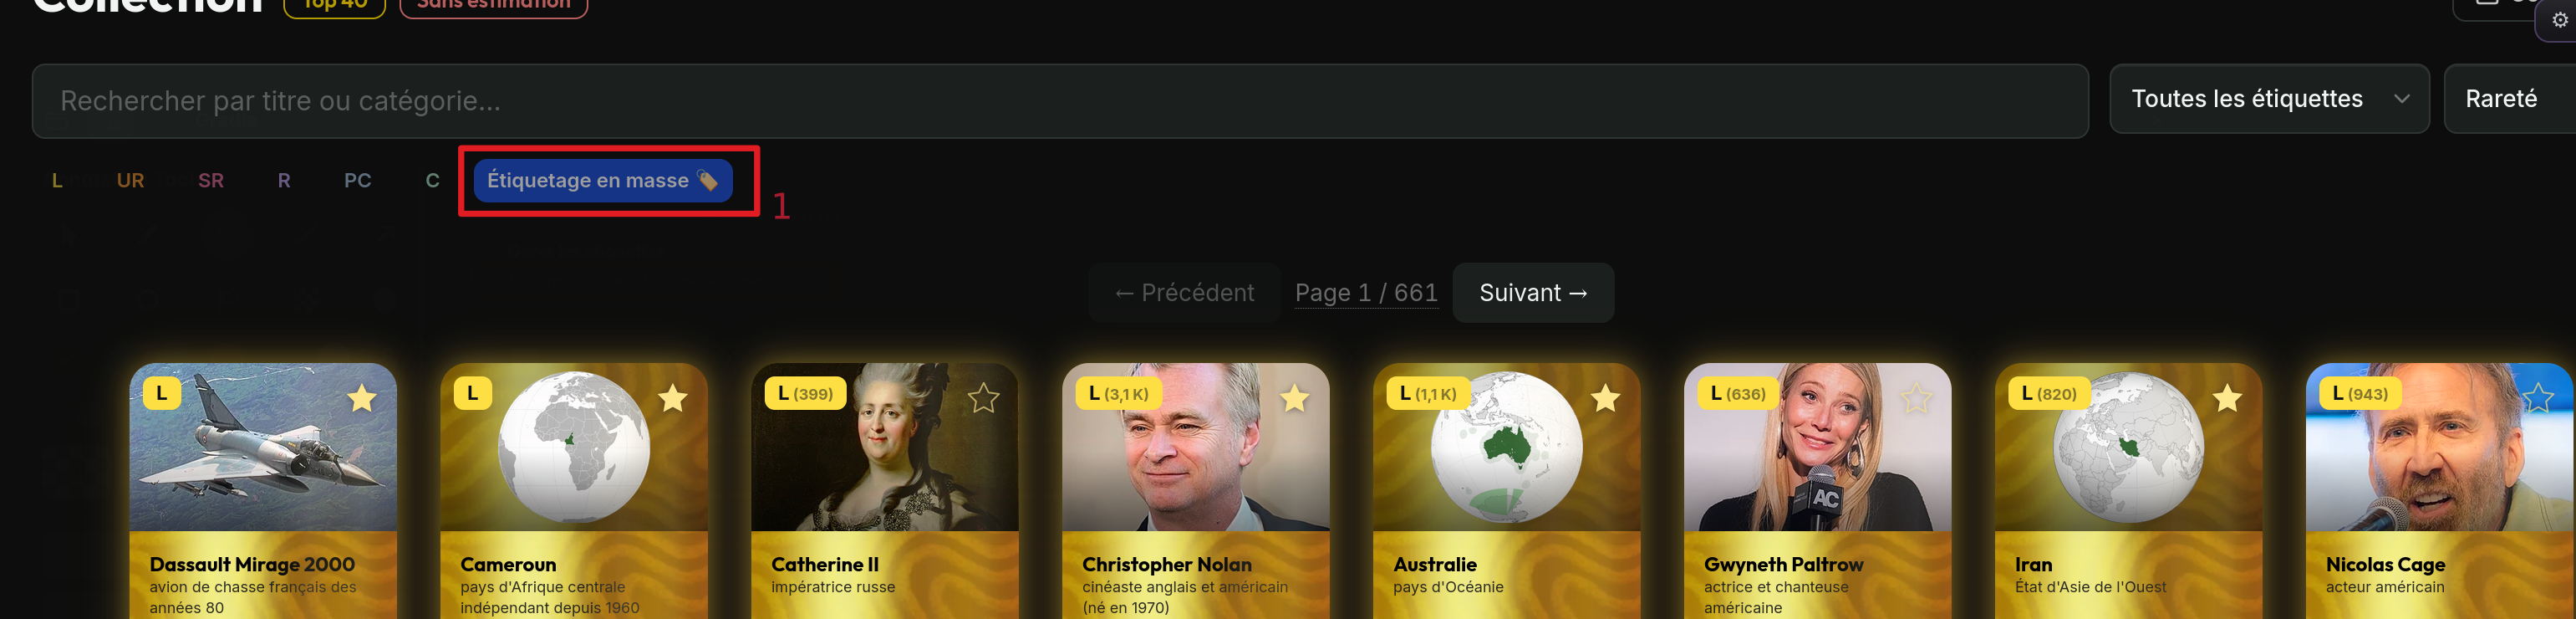 Collection Top 40 Sans estimation
Rechercher par titre ou catégorie...
Toutes les étiquettes
Rareté
L UR SR R PC C Étiquetage en masse 🏷️
1
← Précédent Page 1 / 661 Suivant →
L
Dassault Mirage 2000
avion de chasse français des
années 80
L
Cameroun
pays d'Afrique centrale
indépendant depuis 1960
L (399)
Catherine II
impératrice russe
L (3,1 K)
Christopher Nolan
cinéaste anglais et américain
(né en 1970)
L (1,1 K)
Australie
pays d'Océanie
L (636)
AC
Gwyneth Paltrow
actrice et chanteuse
américaine
L (820)
Iran
État d'Asie de l'Ouest
L (943)
Nicolas Cage
acteur américain